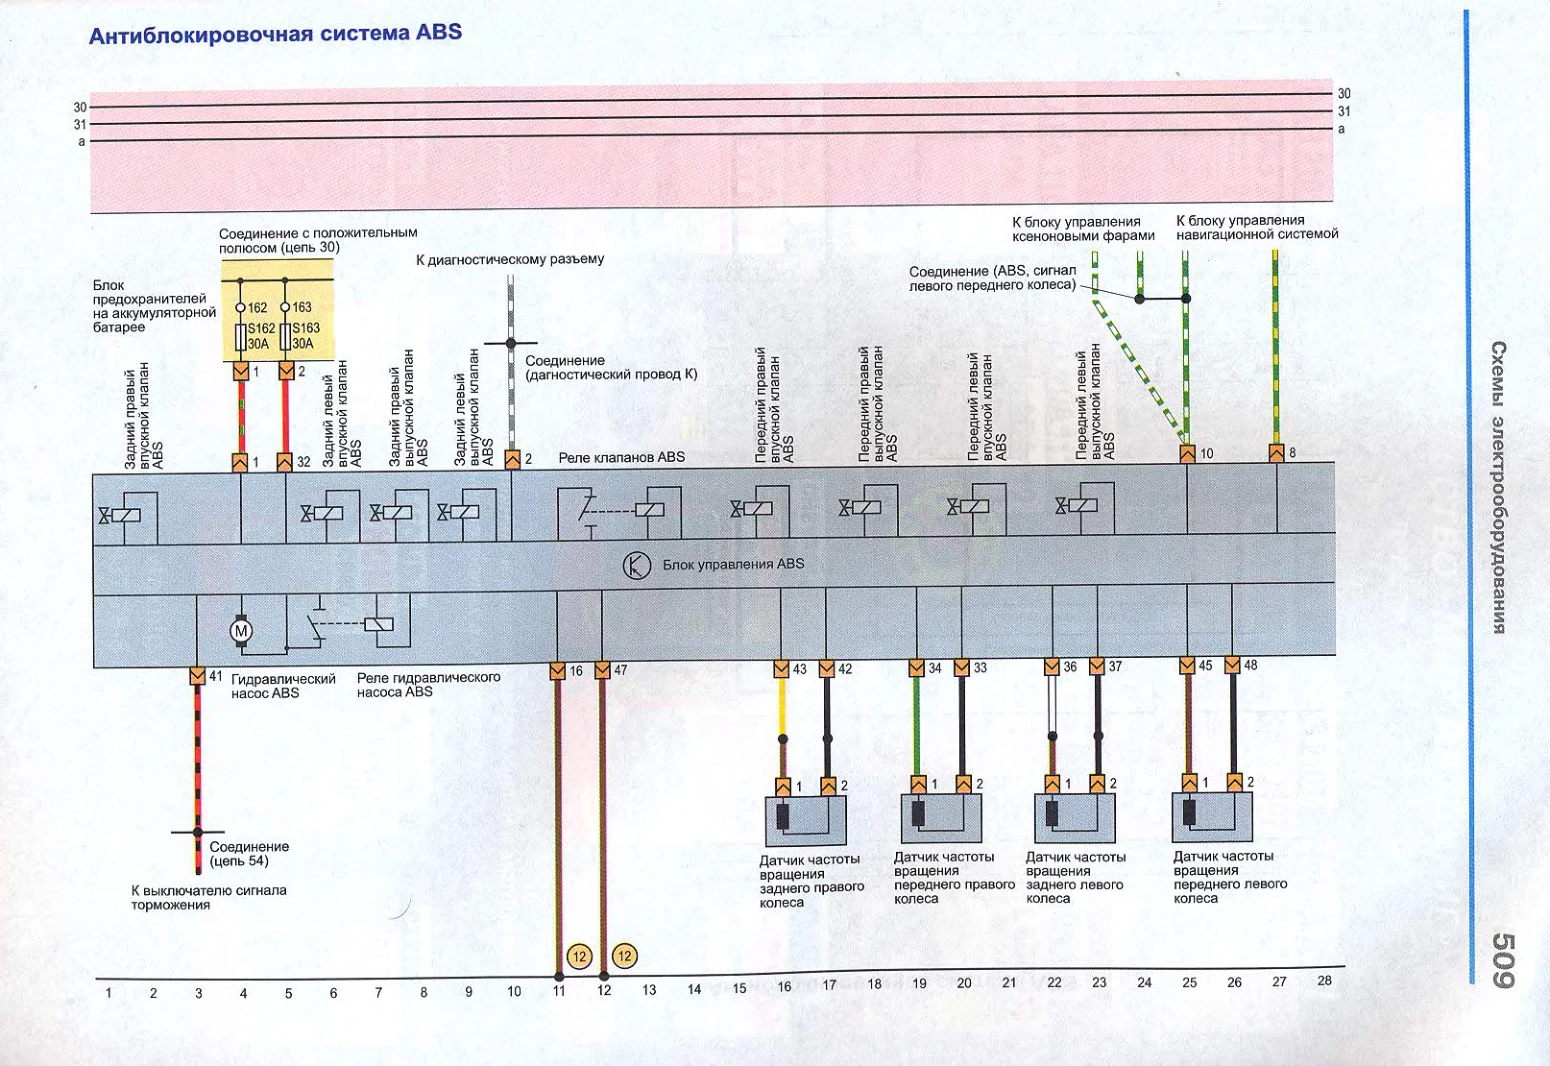 Антиблокировочная система ABS
30
31
a
30
31
a
Соединение с положительным
полюсом (цепь 30)
Блок
предохранителей
на аккумуляторной
батарее
162
163
S162
30A
S163
30A
1
2
К диагностическому разъему
Соединение
(дагностический провод К)
К блоку управления
ксеноновыми фарами
К блоку управления
навигационной системой
Соединение (ABS, сигнал
левого переднего колеса)
Задний правый
впускной клапан
ABS
1
32
Задний левый
впускной клапан
ABS
Задний правый
выпускной клапан
ABS
Задний левый
выпускной клапан
ABS
2
Реле клапанов ABS
Передний правый
впускной клапан
ABS
Передний правый
выпускной клапан
ABS
Передний левый
впускной клапан
ABS
Передний левый
выпускной клапан
ABS
10
8
Блок управления ABS
M
41
Гидравлический
насос ABS
Реле гидравлического
насоса ABS
16
47
43
42
34
33
36
37
45
48
1
2
1
2
1
2
1
2
Соединение
(цепь 54)
К выключателю сигнала
торможения
Датчик частоты
вращения
заднего правого
колеса
Датчик частоты
вращения
переднего правого
колеса
Датчик частоты
вращения
заднего левого
колеса
Датчик частоты
вращения
переднего левого
колеса
12
12
1 2 3 4 5 6 7 8 9 10 11 12 13 14 15 16 17 18 19 20 21 22 23 24 25 26 27 28
Схемы электрооборудования
509